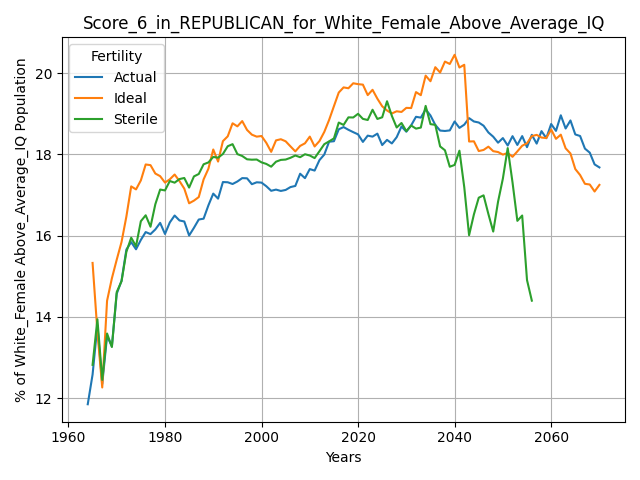 Score_6_in_REPUBLICAN_for_White_Female_Above_Average_IQ
Fertility
Actual
Ideal
Sterile
% of White_Female Above_Average_IQ Population
20
18
16
14
12
1960
1980
2000
2020
2040
2060
Years